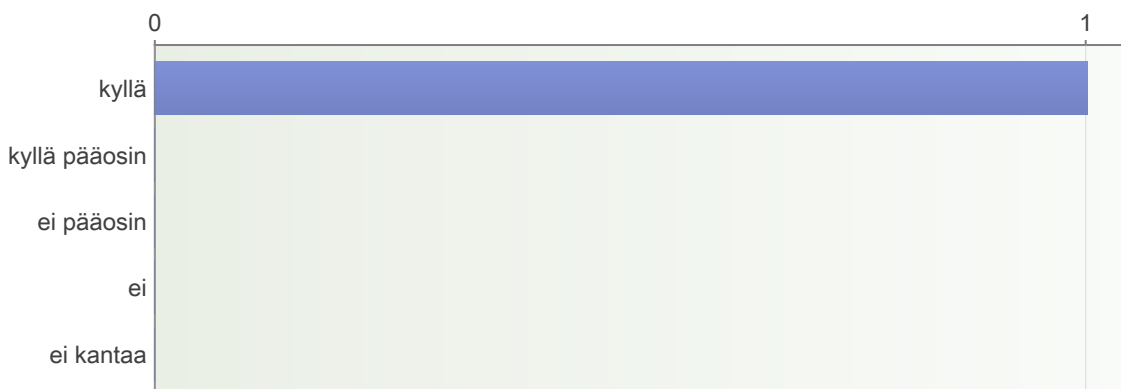 0 1
kyllä
kyllä pääosin
ei pääosin
ei
ei kantaa